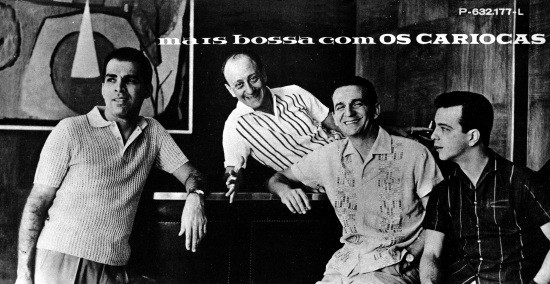 P-632.177-L
mais bossa com OS CARIOCAS